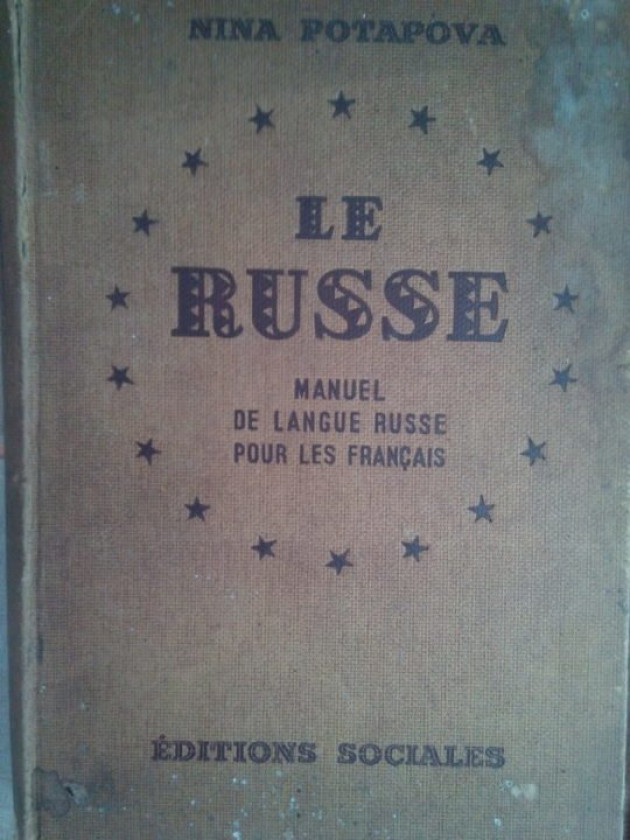 NINA POTAPOVA
LE
RUSSE
MANUEL
DE LANGUE RUSSE
POUR LES FRANÇAIS
ÉDITIONS SOCIALES